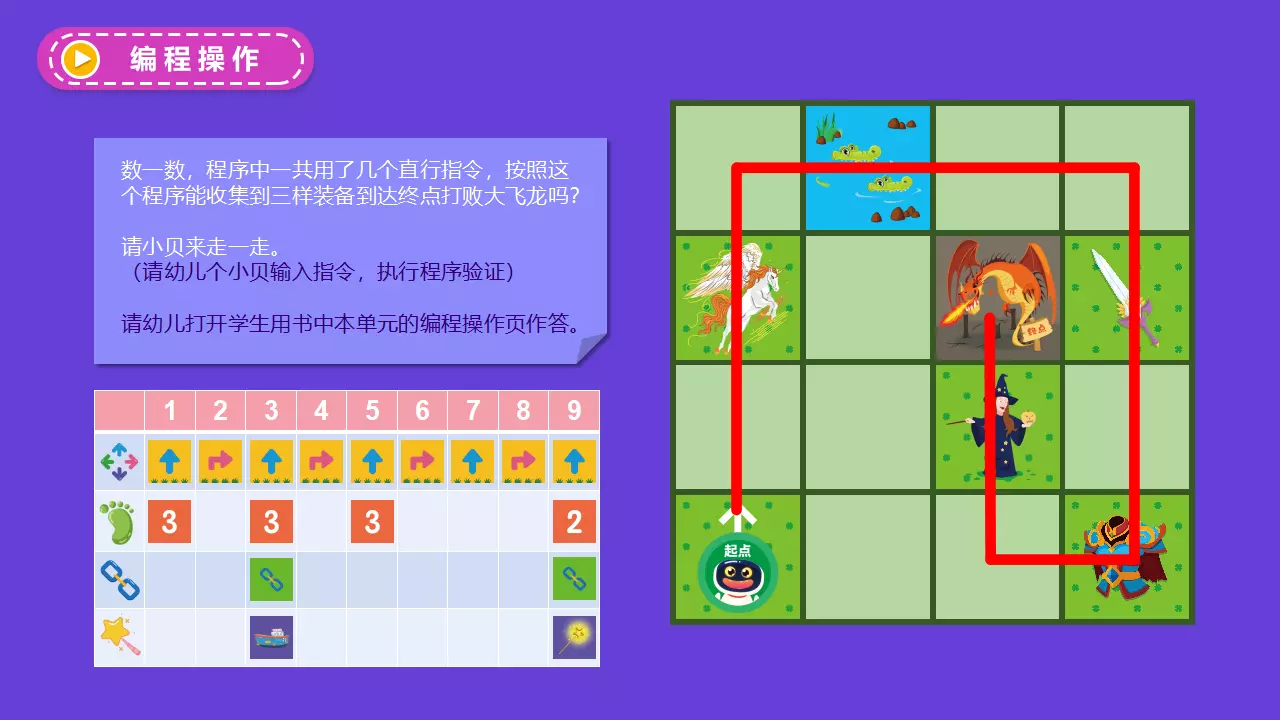 编程操作
数一数，程序中一共用了几个直行指令，按照这
个程序能收集到三样装备到达终点打败大飞龙吗？
请小贝来走一走。
（请幼儿个小贝输入指令，执行程序验证）
请幼儿打开学生用书中本单元的编程操作页作答。
1 2 3 4 5 6 7 8 9
3 3 3 2
终点
起点